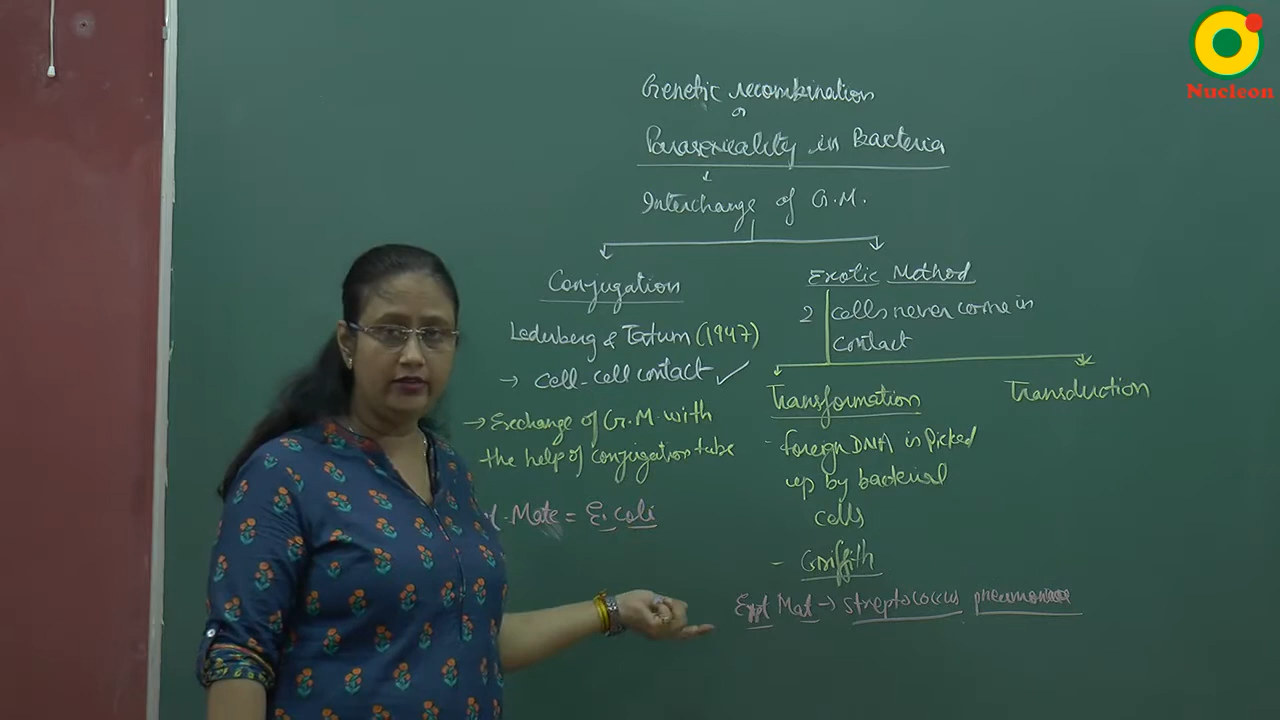 Nucleon
Genetic recombination
or
Parasexuality in Bacteria
Interchange of G.M.
Conjugation
Lederberg & Tatum (1947)
→ cell-cell contact ✓
→ Exchange of G.M. with
the help of conjugation tube
Mate = E. coli
Exotic Method
2 cells never come in
contact
Transformation
- foreign DNA is Picked
up by bacterial
cells
- Griffith
Expt Mat → streptococcus pneumoniae
Transduction